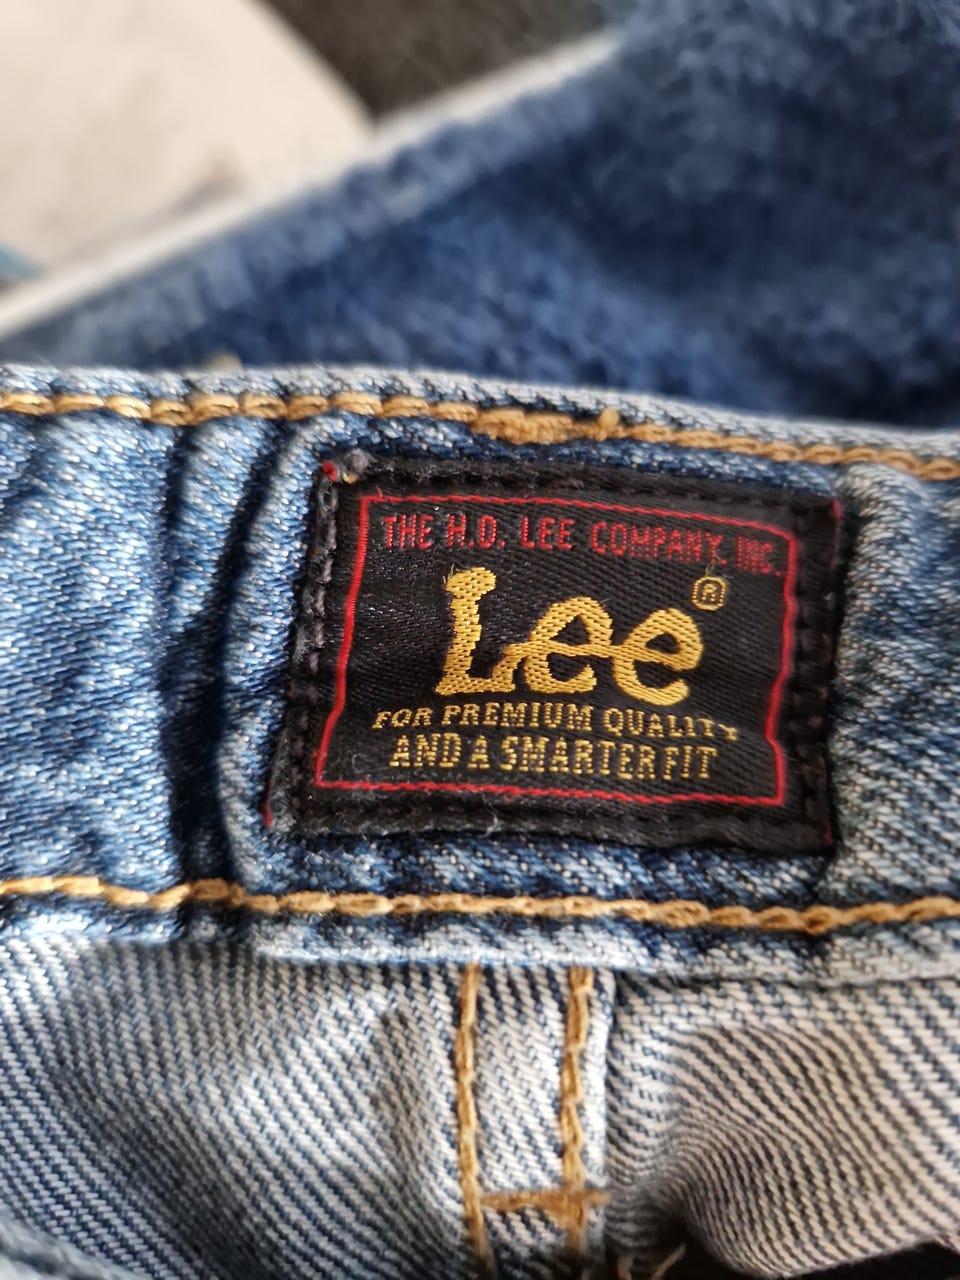 THE H.D. LEE COMPANY, INC.
Lee®
FOR PREMIUM QUALITY
AND A SMARTER FIT